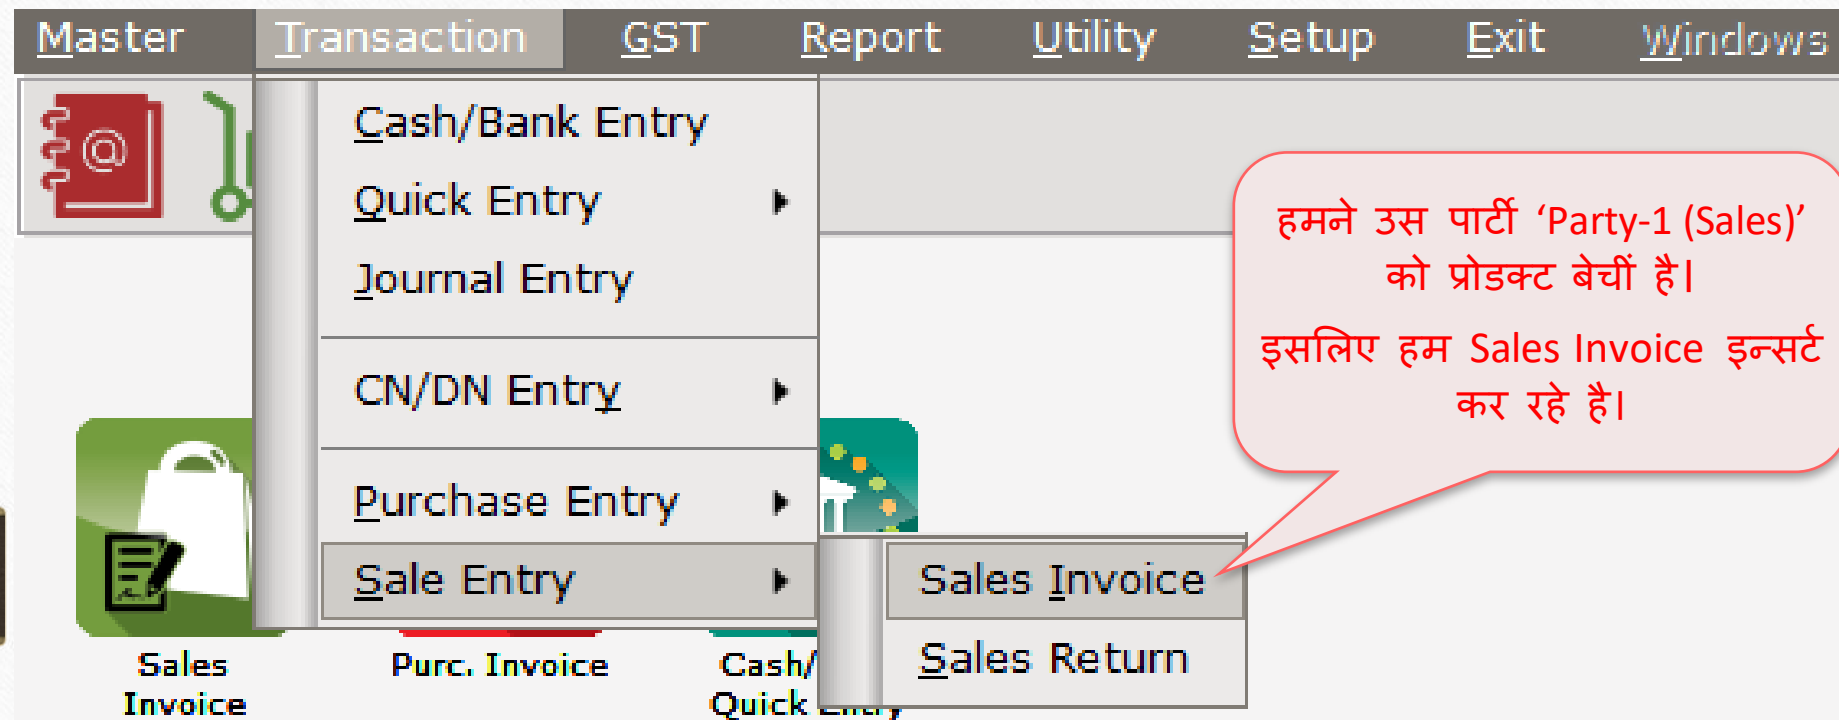 Master Transaction GST Report Utility Setup Exit Windows
@
Cash/Bank Entry
Quick Entry
Journal Entry
CN/DN Entry
Purchase Entry
Sale Entry
Sales Invoice
Sales Return
हमने उस पार्टी ‘Party-1 (Sales)’
को प्रोडक्ट बेचीं है।
इसलिए हम Sales Invoice इन्सर्ट
कर रहे है।
Sales
Invoice
Purc. Invoice
Cash/
Quick Entry